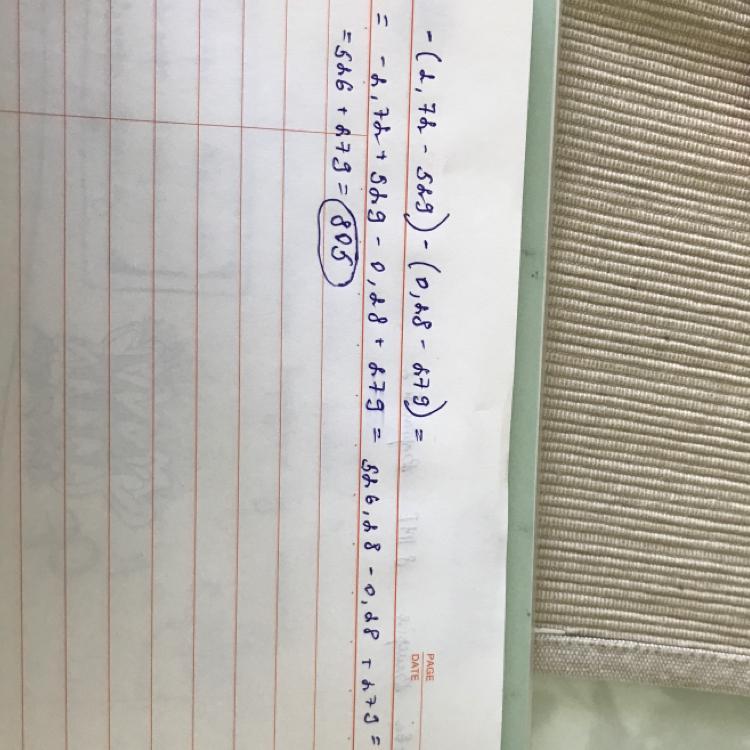 PAGE
DATE
-(2,72 - 529) - (0,28 - 279) =
= -2,72 + 529 - 0,28 + 279 = 526,28 - 0,28 + 279 =
= 526 + 279 = 805